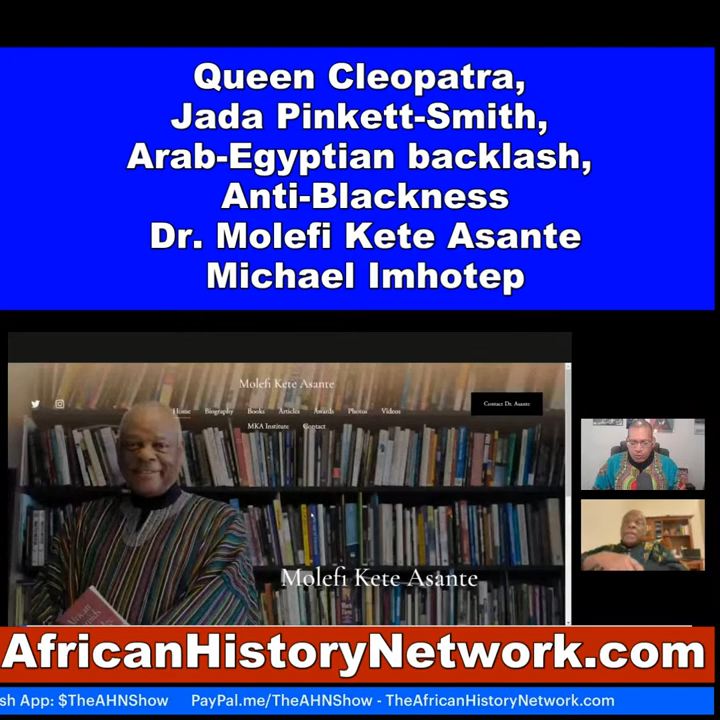 Queen Cleopatra,
Jada Pinkett-Smith,
Arab-Egyptian backlash,
Anti-Blackness
Dr. Molefi Kete Asante
Michael Imhotep
Molefi Kete Asante
Home Biography Books Articles Awards Photos Videos
MKA Institute Contact
Contact Dr. Asante
Molefi Kete Asante
AfricanHistoryNetwork.com
sh App: $TheAHNShow PayPal.me/TheAHNShow - TheAfricanHistoryNetwork.com